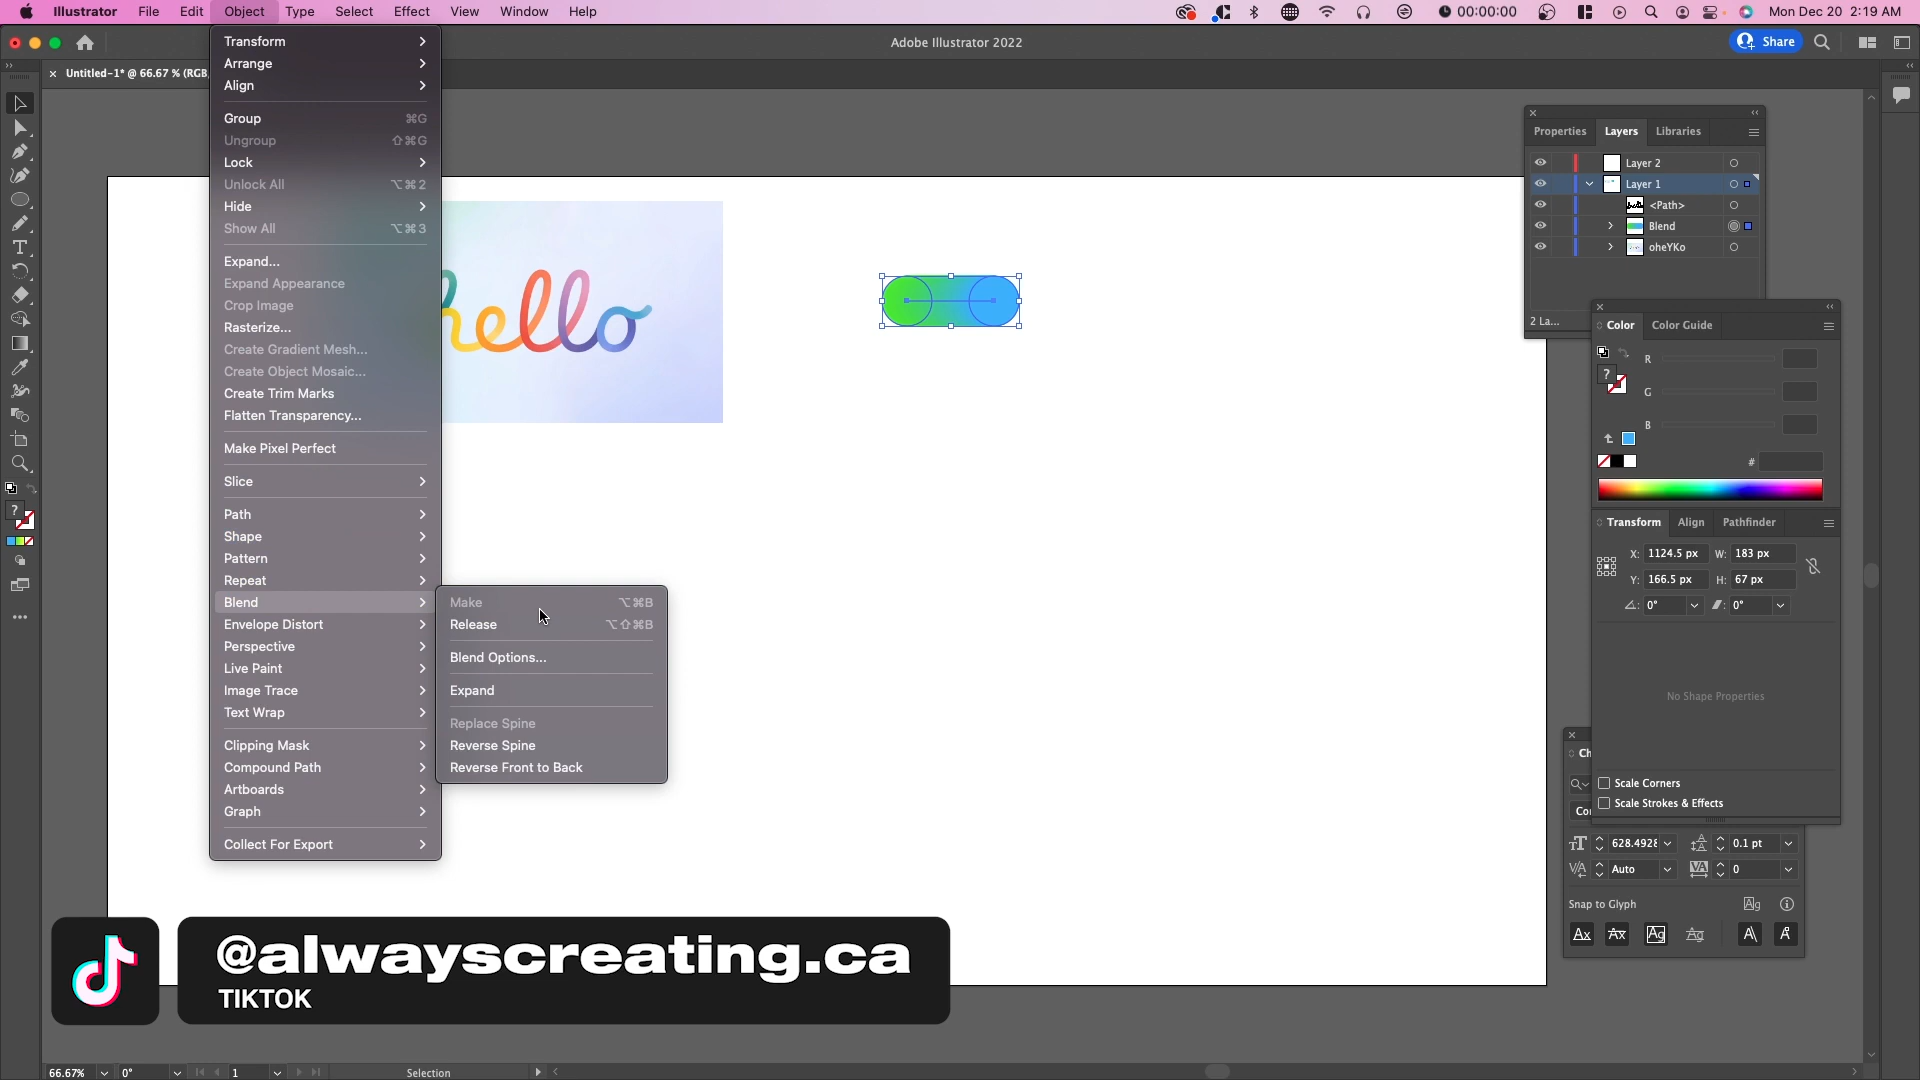 Illustrator File Edit Object Type Select Effect View Window Help
00:00:00
Mon Dec 20 2:19 AM
Adobe Illustrator 2022
Share
Untitled-1* @ 66.67 % (RGB
Transform
Arrange
Align
Group ⌘G
Ungroup ⇧⌘G
Lock
Unlock All ⌥⌘2
Hide
Show All ⌥⌘3
Expand...
Expand Appearance
Crop Image
Rasterize...
Create Gradient Mesh...
Create Object Mosaic...
Create Trim Marks
Flatten Transparency...
Make Pixel Perfect
Slice
Path
Shape
Pattern
Repeat
Blend
Envelope Distort
Perspective
Live Paint
Image Trace
Text Wrap
Clipping Mask
Compound Path
Artboards
Graph
Collect For Export
Make ⌥⌘B
Release ⌥⇧⌘B
Blend Options...
Expand
Replace Spine
Reverse Spine
Reverse Front to Back
hello
Properties Layers Libraries
Layer 2
Layer 1
<Path>
Blend
oheYKo
2 La...
Color Color Guide
R
G
B
#
Transform Align Pathfinder
X: 1124.5 px W: 183 px
Y: 166.5 px H: 67 px
0° 0°
No Shape Properties
Scale Corners
Scale Strokes & Effects
Ch
Co
628.4928 0.1 pt
Auto 0
Snap to Glyph
@alwayscreating.ca
TIKTOK
66.67% 0° 1 Selection